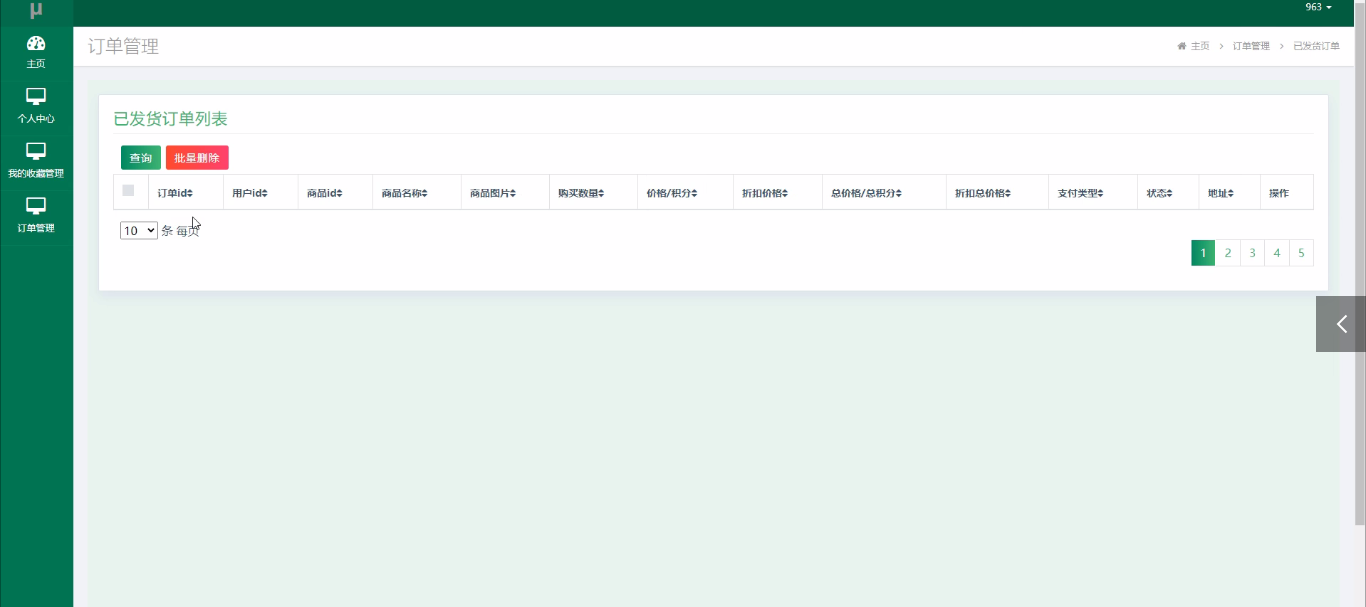 μ
963
主页
个人中心
我的收藏管理
订单管理
订单管理
主页 > 订单管理 > 已发货订单
已发货订单列表
查询 批量删除
订单id 用户id 商品id 商品名称 商品图片 购买数量 价格/积分 折扣价格 总价格/总积分 折扣总价格 支付类型 状态 地址 操作
10 条 每页
1 2 3 4 5